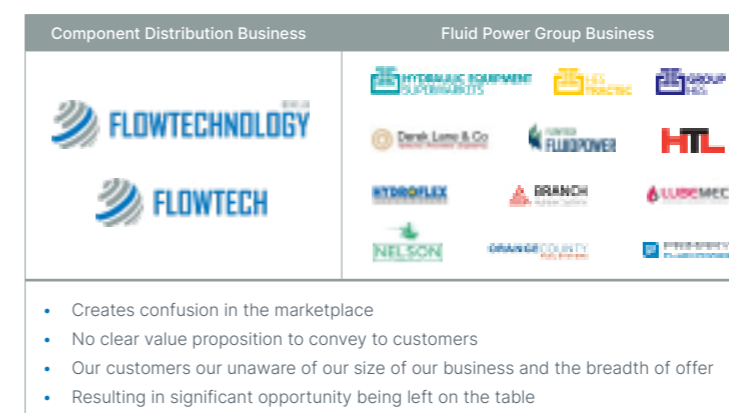 Component Distribution Business
Fluid Power Group Business
HYDRAULIC EQUIPMENT
SUPERMARKETS
HES
TRACTEC
GROUP
HES
FLOWTECHNOLOGY
Derek Lane & Co
FLUIDPOWER
HTL
HYDROFLEX
BRANCH
LUBEMEC
FLOWTECH
NELSON
ORANGE COUNTY
• Creates confusion in the marketplace
• No clear value proposition to convey to customers
• Our customers our unaware of our size of our business and the breadth of offer
• Resulting in significant opportunity being left on the table